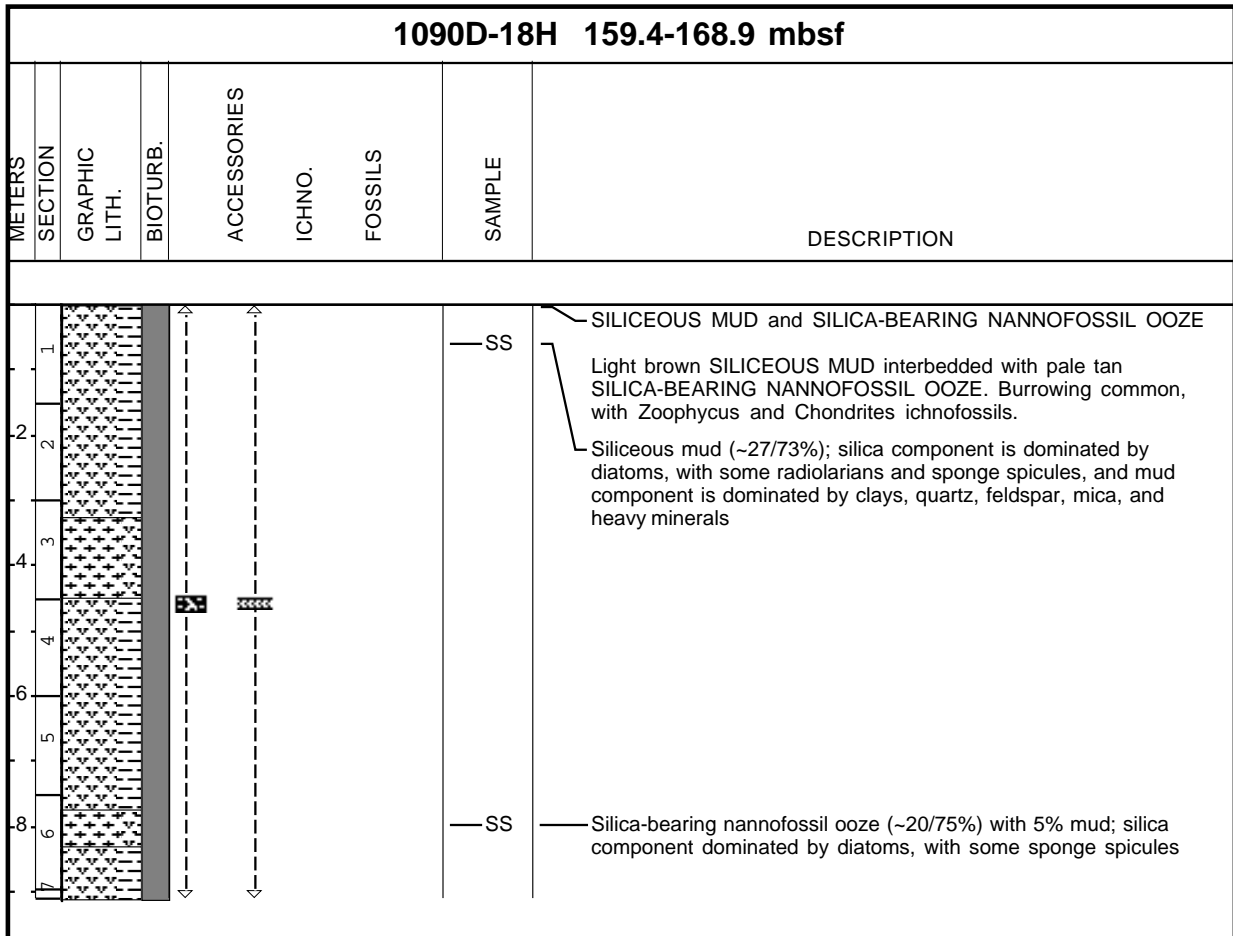 1090D-18H 159.4-168.9 mbsf
METERS
SECTION
GRAPHIC
LITH.
BIOTURB.
ACCESSORIES
ICHNO.
FOSSILS
SAMPLE
DESCRIPTION
1
2
3
4
5
6
7
2
4
6
8
SS
SS
SILICEOUS MUD and SILICA-BEARING NANNOFOSSIL OOZE
Light brown SILICEOUS MUD interbedded with pale tan
SILICA-BEARING NANNOFOSSIL OOZE. Burrowing common,
with Zoophycus and Chondrites ichnofossils.
Siliceous mud (~27/73%); silica component is dominated by
diatoms, with some radiolarians and sponge spicules, and mud
component is dominated by clays, quartz, feldspar, mica, and
heavy minerals
Silica-bearing nannofossil ooze (~20/75%) with 5% mud; silica
component dominated by diatoms, with some sponge spicules